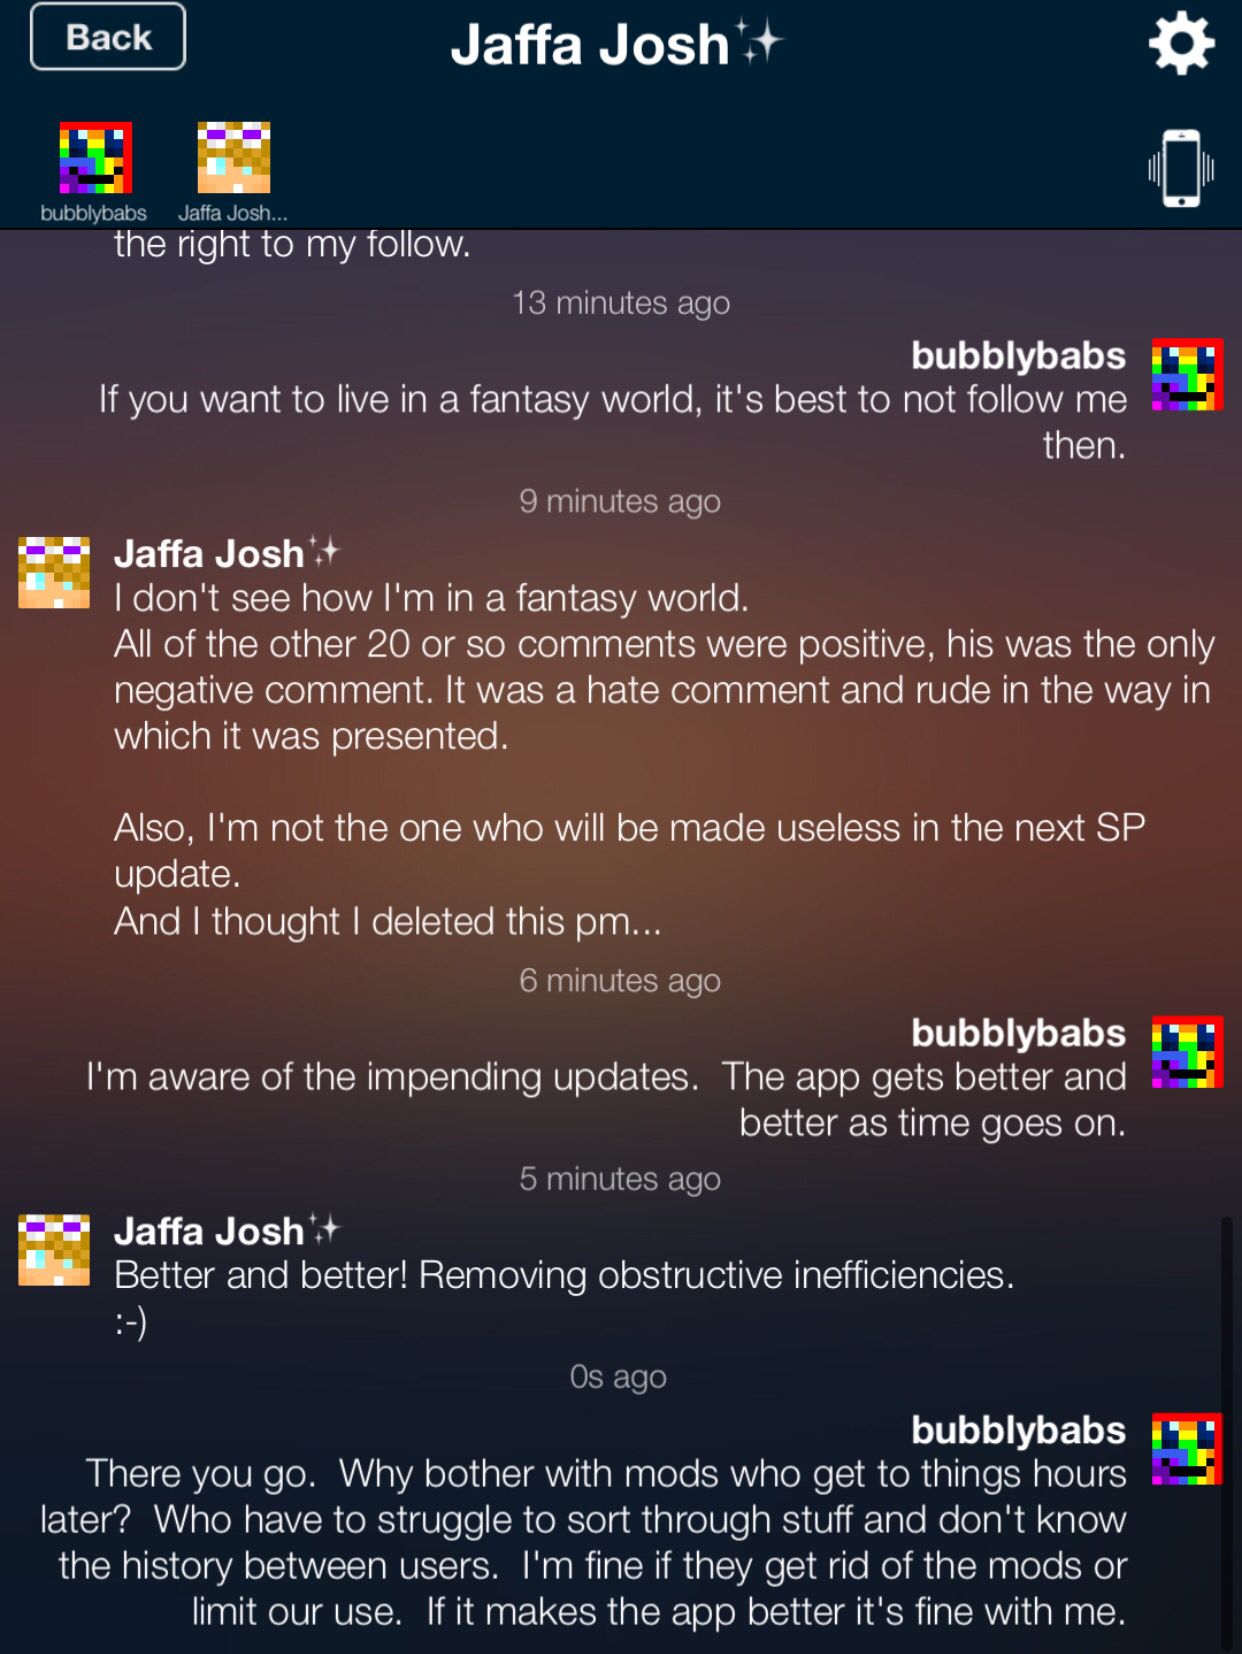 Back
Jaffa Josh✨
bubblybabs
Jaffa Josh...
the right to my follow.
13 minutes ago
bubblybabs
If you want to live in a fantasy world, it's best to not follow me
then.
9 minutes ago
Jaffa Josh✨
I don't see how I'm in a fantasy world.
All of the other 20 or so comments were positive, his was the only
negative comment. It was a hate comment and rude in the way in
which it was presented.
Also, I'm not the one who will be made useless in the next SP
update.
And I thought I deleted this pm...
6 minutes ago
bubblybabs
I'm aware of the impending updates.  The app gets better and
better as time goes on.
5 minutes ago
Jaffa Josh✨
Better and better! Removing obstructive inefficiencies.
:-)
0s ago
bubblybabs
There you go.  Why bother with mods who get to things hours
later?  Who have to struggle to sort through stuff and don't know
the history between users.  I'm fine if they get rid of the mods or
limit our use.  If it makes the app better it's fine with me.